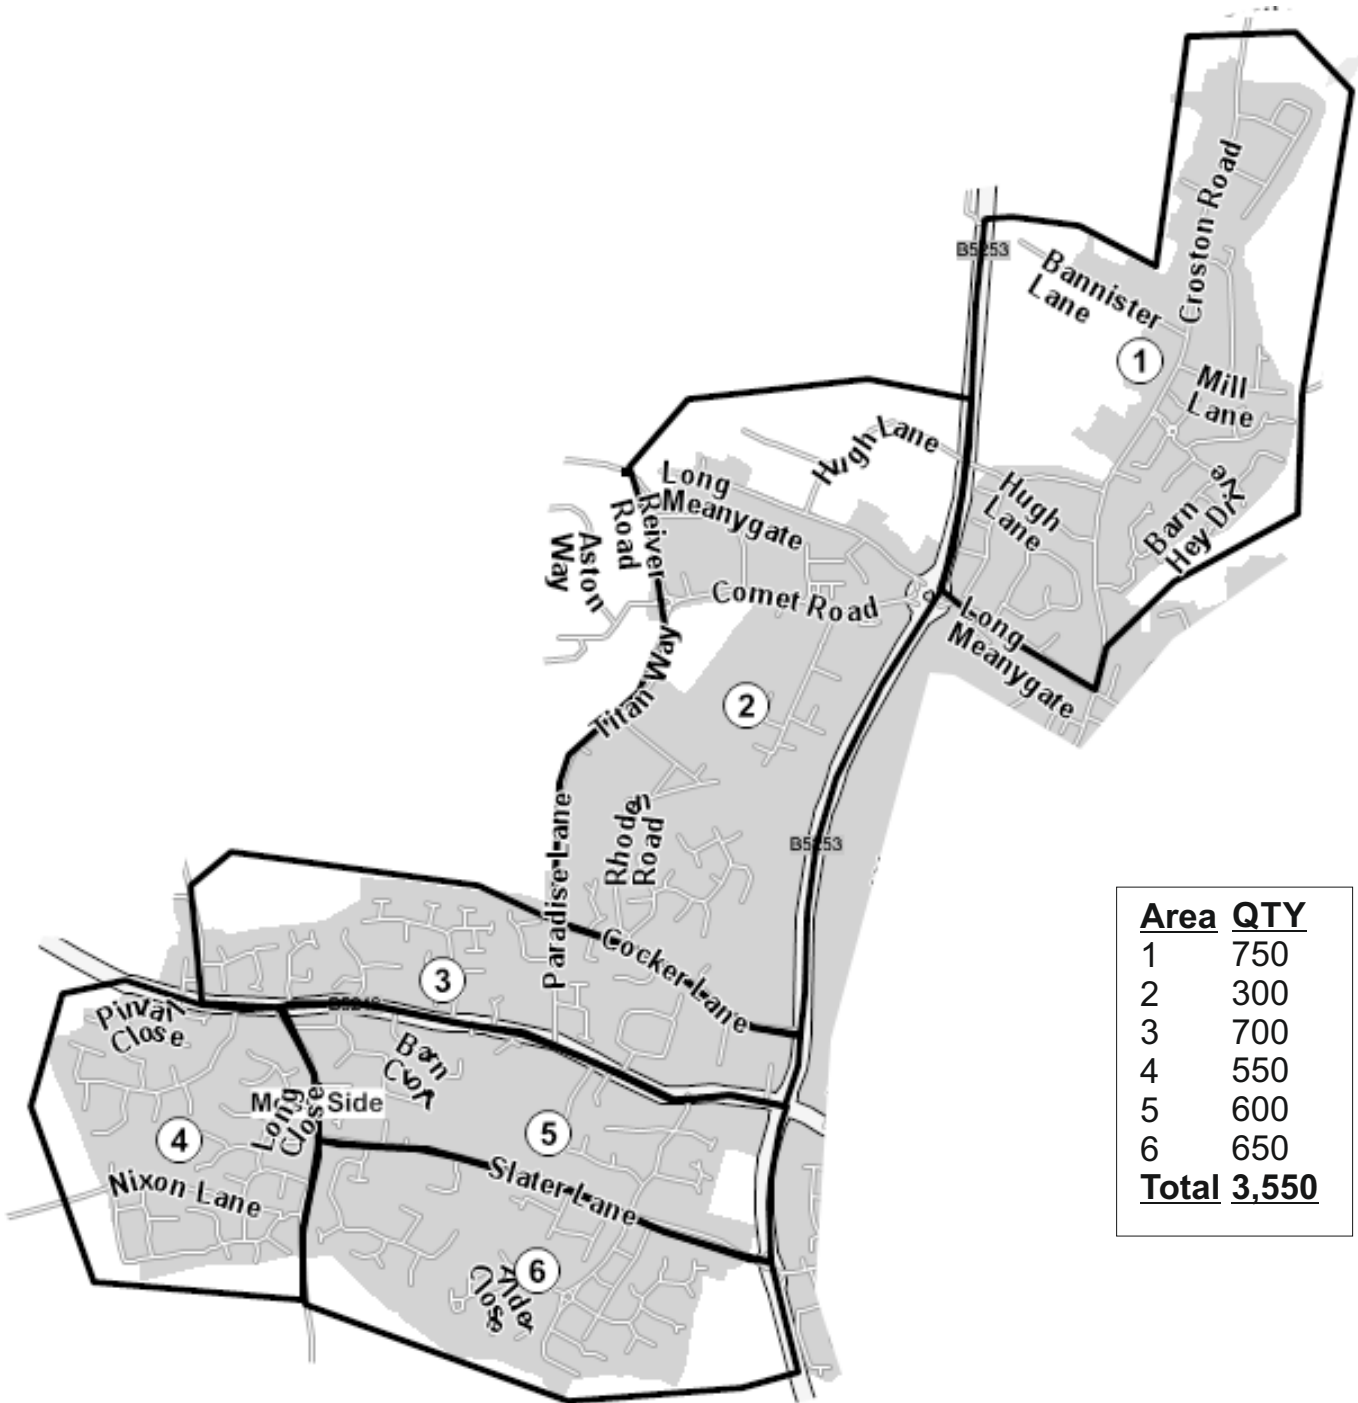 B5253
Croston Road
Bannister
Lane
1
Mill
Lane
Hugh Lane
Long
Meanygate
Reiver
Road
Aston
Way
Hugh
Lane
Barn
Hey Drive
Comet Road
Long
Meanygate
Titan Way
2
Rhoden
Road
B5253
Paradise Lane
Cocker Lane
3
Close
Barn
Side
Long
Close
4
5
Nixon Lane
Slater Lane
6
Alder
Close
Area QTY
1 750
2 300
3 700
4 550
5 600
6 650
Total 3,550